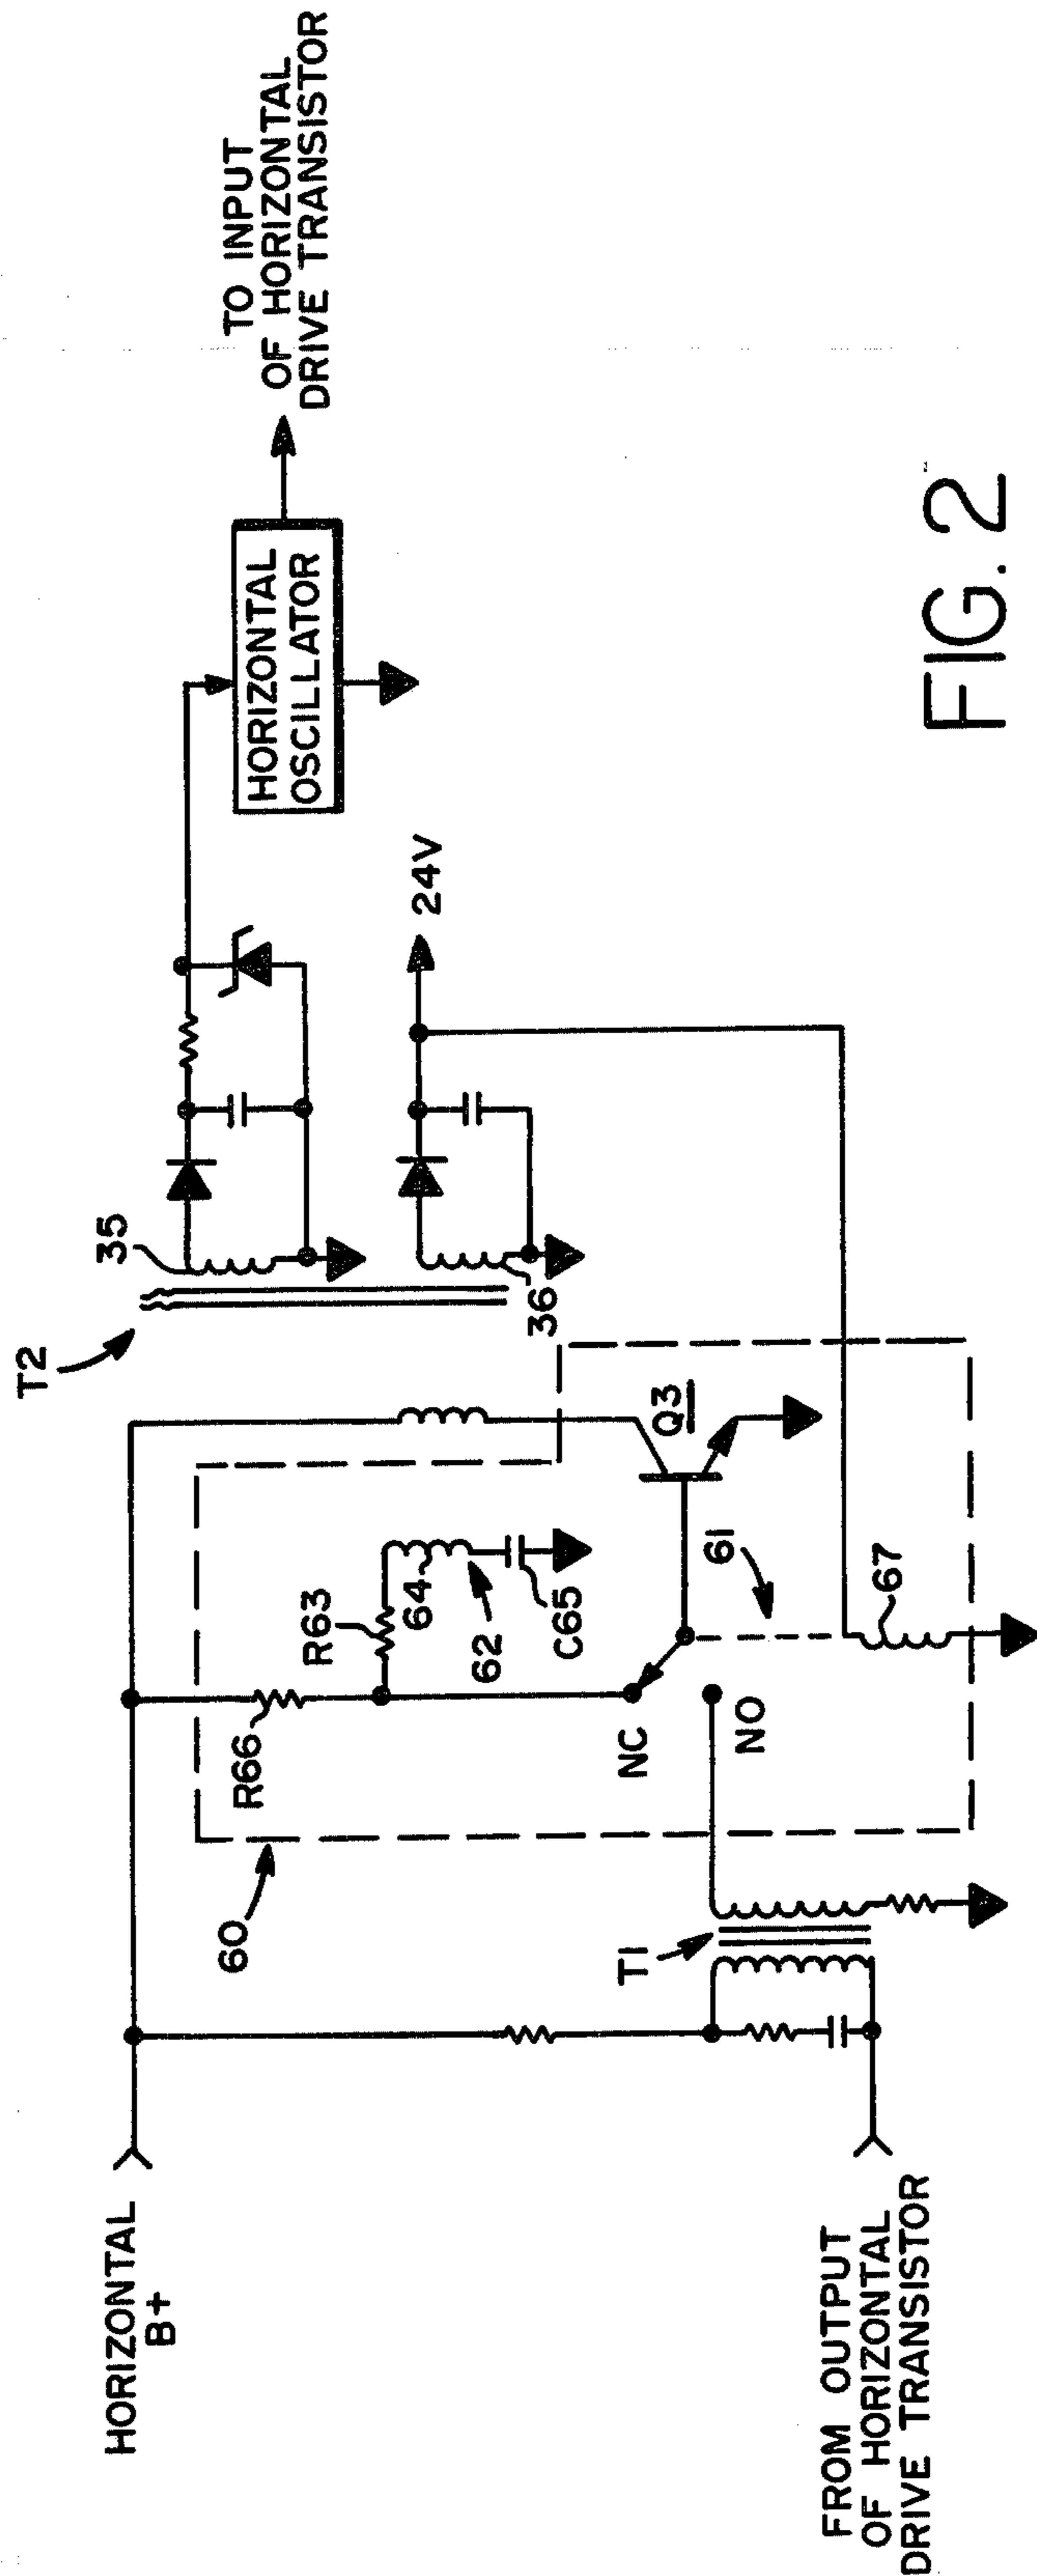 HORIZONTAL
B+
FROM OUTPUT
OF HORIZONTAL
DRIVE TRANSISTOR
60
T1
R66
R63
64
62
C65
NC
NO
61
67
Q3
T2
35
36
24V
HORIZONTAL
OSCILLATOR
TO INPUT
OF HORIZONTAL
DRIVE TRANSISTOR
FIG. 2